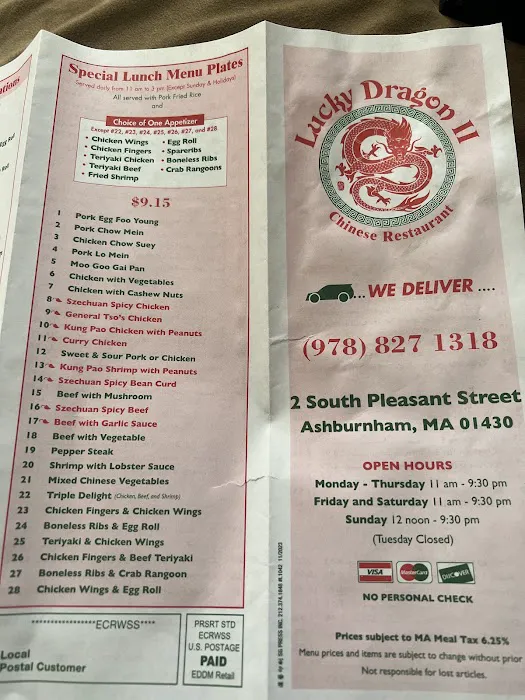 Special Lunch Menu Plates
Served daily from 11 am to 3 pm (Except Sunday & Holidays)
All served with Pork Fried Rice
and
Choice of One Appetizer
Except #22, #23, #24, #25, #26, #27, and #28
• Chicken Wings
• Chicken Fingers
• Teriyaki Chicken
• Teriyaki Beef
• Fried Shrimp
• Egg Roll
• Spareribs
• Boneless Ribs
• Crab Rangoons
$9.15
1 Pork Egg Foo Young
2 Pork Chow Mein
3 Chicken Chow Suey
4 Pork Lo Mein
5 Moo Goo Gai Pan
6 Chicken with Vegetables
7 Chicken with Cashew Nuts
8 Szechuan Spicy Chicken
9 General Tso's Chicken
10 Kung Pao Chicken with Peanuts
11 Curry Chicken
12 Sweet & Sour Pork or Chicken
13 Kung Pao Shrimp with Peanuts
14 Szechuan Spicy Bean Curd
15 Beef with Mushroom
16 Szechuan Spicy Beef
17 Beef with Garlic Sauce
18 Beef with Vegetable
19 Pepper Steak
20 Shrimp with Lobster Sauce
21 Mixed Chinese Vegetables
22 Triple Delight (Chicken, Beef, and Shrimp)
23 Chicken Fingers & Chicken Wings
24 Boneless Ribs & Egg Roll
25 Teriyaki & Chicken Wings
26 Chicken Fingers & Beef Teriyaki
27 Boneless Ribs & Crab Rangoon
28 Chicken Wings & Egg Roll
****************ECRWSS****
Local
Postal Customer
PRSRT STD
ECRWSS
U.S. POSTAGE
PAID
EDDM Retail
Lucky Dragon II
Chinese Restaurant
...WE DELIVER ....
(978) 827 1318
2 South Pleasant Street
Ashburnham, MA 01430
OPEN HOURS
Monday - Thursday 11 am - 9:30 pm
Friday and Saturday 11 am - 9:30 pm
Sunday 12 noon - 9:30 pm
(Tuesday Closed)
VISA
MasterCard
DISCOVER
NO PERSONAL CHECK
Prices subject to MA Meal Tax 6.25%
Menu prices and items are subject to change without prior
Not responsible for lost articles.
SS PRESS INC. 11/2023